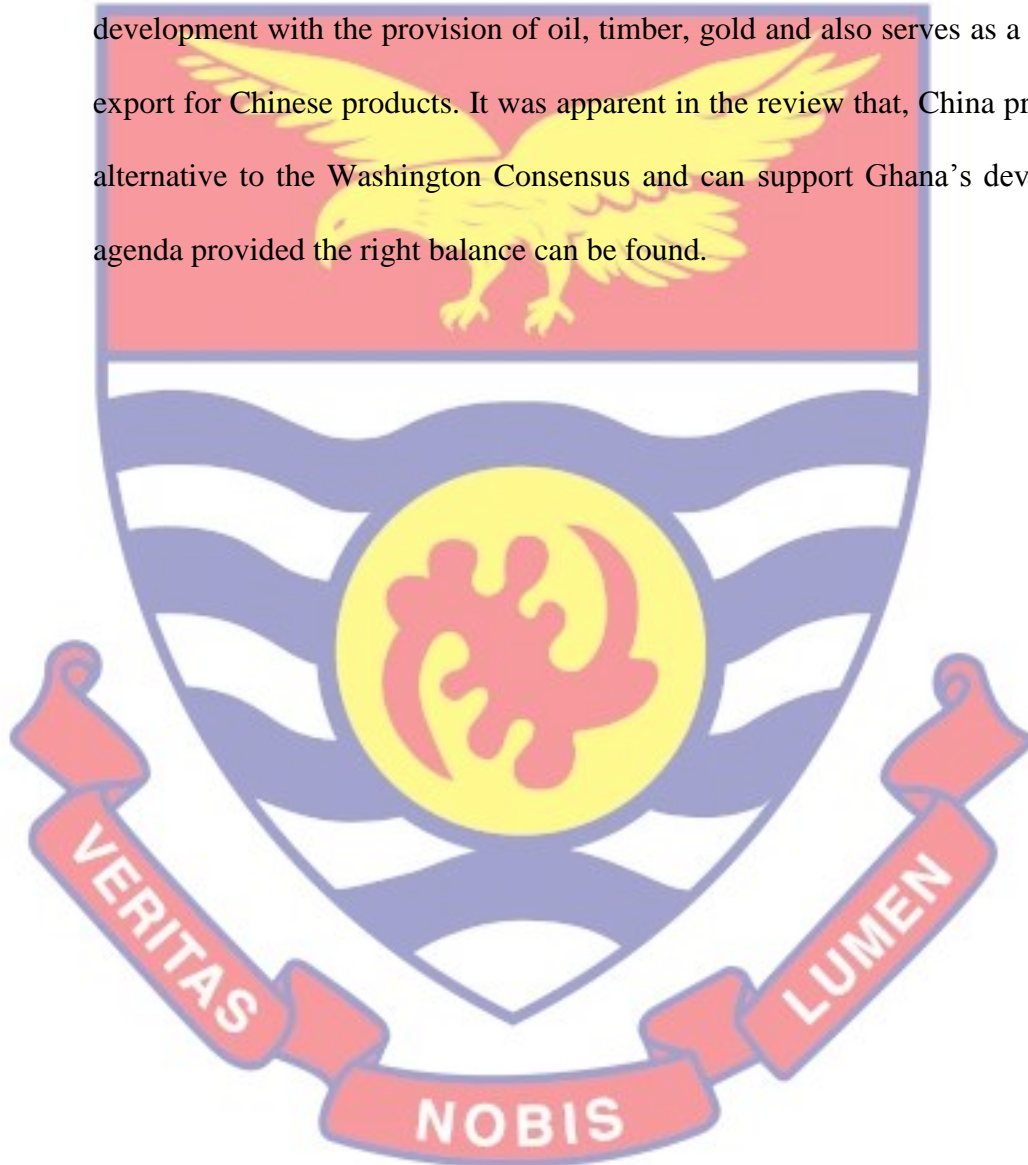 development with the provision of oil, timber, gold and also serves as a
export for Chinese products. It was apparent in the review that, China pr
alternative to the Washington Consensus and can support Ghana’s dev
agenda provided the right balance can be found.
VERITAS
NOBIS
LUMEN